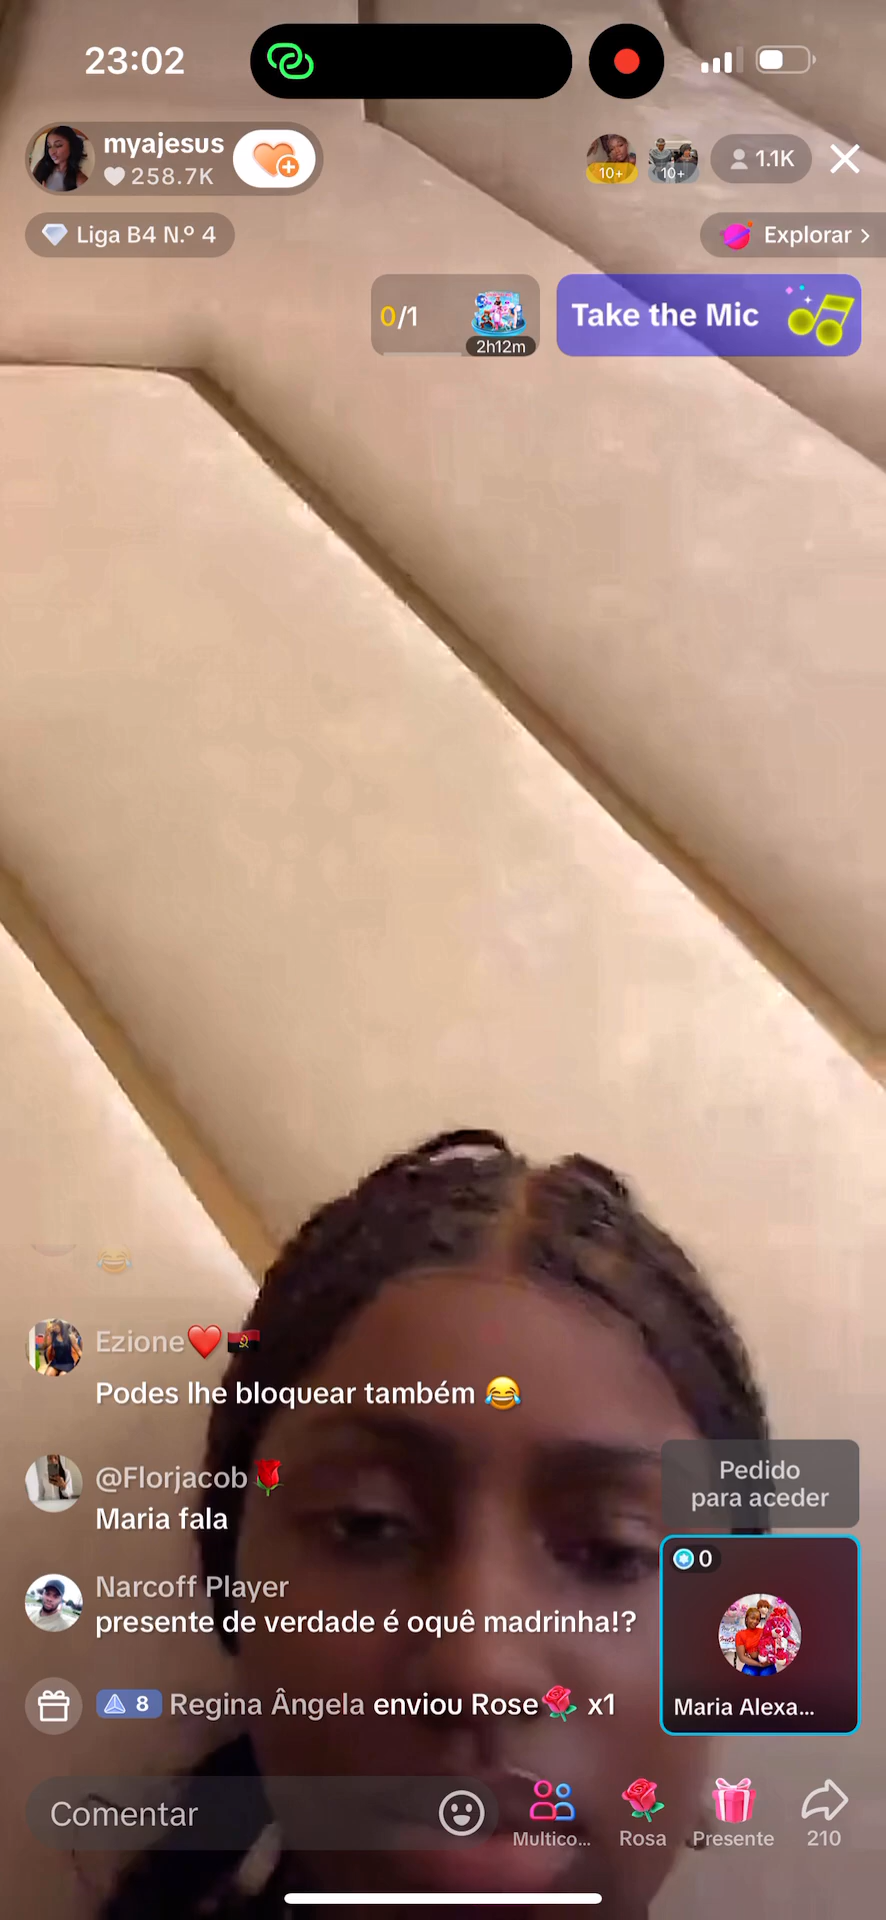 23:02
myajesus
258.7K
10+
10+
1.1K
Liga B4 N.º 4
Explorar
0/1
2h12m
Take the Mic
Ezione❤️🇦🇴
Podes lhe bloquear também 😂
@Florjacob🌹
Maria fala
Narcoff Player
presente de verdade é oquê madrinha!?
8 Regina Ângela enviou Rose🌹 x1
Pedido
para aceder
0
Maria Alexa...
Comentar
Multico...
Rosa
Presente
210